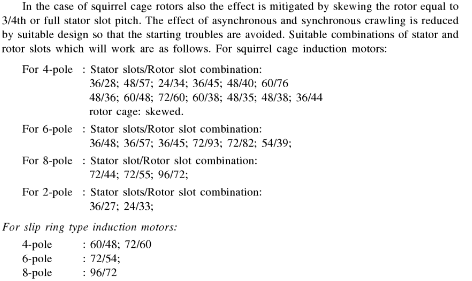 In the case of squirrel cage rotors also the effect is mitigated by skewing the rotor equal to
3/4th or full stator slot pitch. The effect of asynchronous and synchronous crawling is reduced
by suitable design so that the starting troubles are avoided. Suitable combinations of stator and
rotor slots which will work are as follows. For squirrel cage induction motors:
For 4-pole : Stator slots/Rotor slot combination:
36/28; 48/57; 24/34; 36/45; 48/40; 60/76
48/36; 60/48; 72/60; 60/38; 48/35; 48/38; 36/44
rotor cage: skewed.
For 6-pole : Stator slots/Rotor slot combination:
36/48; 36/57; 36/45; 72/93; 72/82; 54/39;
For 8-pole : Stator slot/Rotor slot combination:
72/44; 72/55; 96/72;
For 2-pole : Stator slots/Rotor slot combination:
36/27; 24/33;
For slip ring type induction motors:
4-pole : 60/48; 72/60
6-pole : 72/54;
8-pole : 96/72